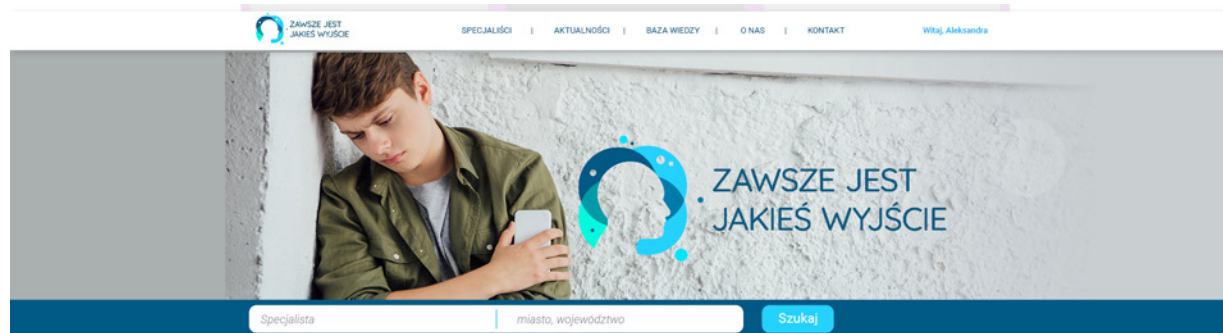 ZAWSZE JEST
JAKIEŚ WYJŚCIE
SPECJALIŚCI | AKTUALNOŚCI | BAZA WIEDZY | O NAS | KONTAKT
Witaj, Aleksandra
ZAWSZE JEST
JAKIEŚ WYJŚCIE
Specjalista
miasto, województwo
Szukaj